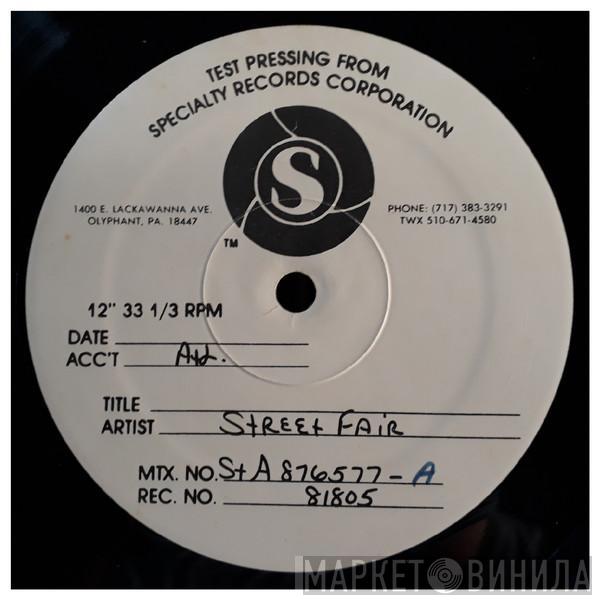 TEST PRESSING FROM
SPECIALTY RECORDS CORPORATION
S
1400 E. LACKAWANNA AVE.
OLYPHANT, PA. 18447
PHONE: (717) 383-3291
TWX 510-671-4580
TM
12" 33 1/3 RPM
DATE
ACC'T Atl.
TITLE
ARTIST StREEt FAiR
MTX. NO. St A 876577-A
REC. NO. 81805
МАРКЕТ ВИНИЛА